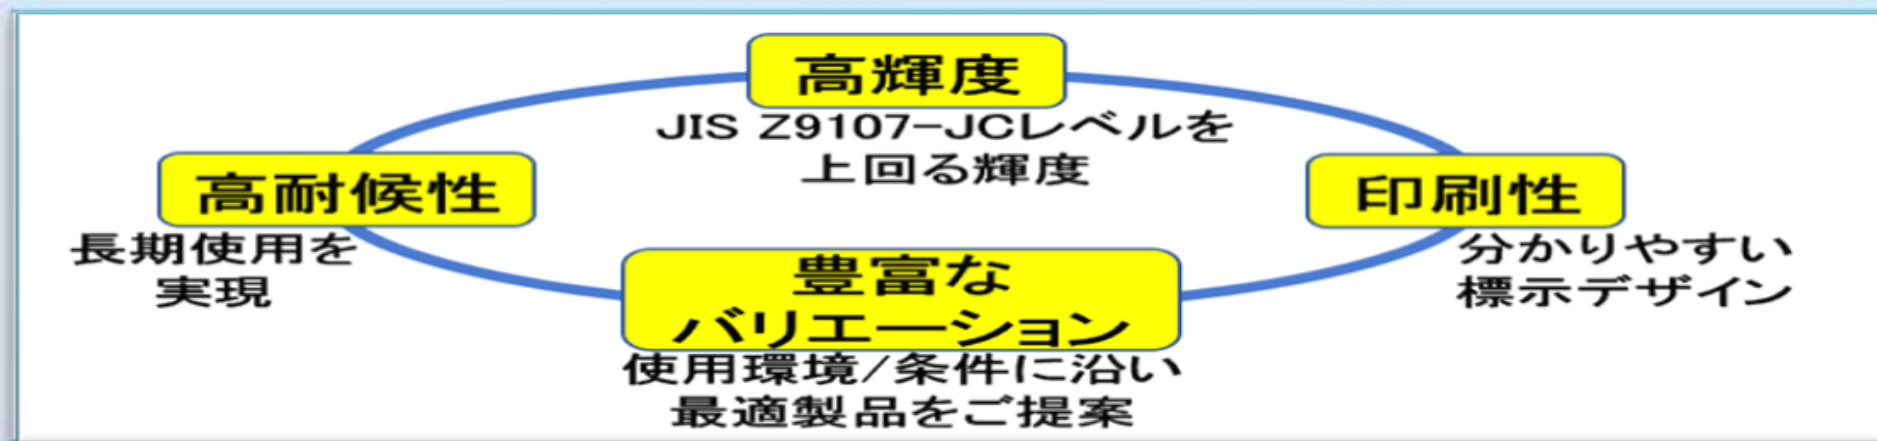 高輝度
JIS Z9107-JCレベルを
上回る輝度
高耐候性
長期使用を
実現
印刷性
分かりやすい
標示デザイン
豊富な
バリエーション
使用環境/条件に沿い
最適製品をご提案